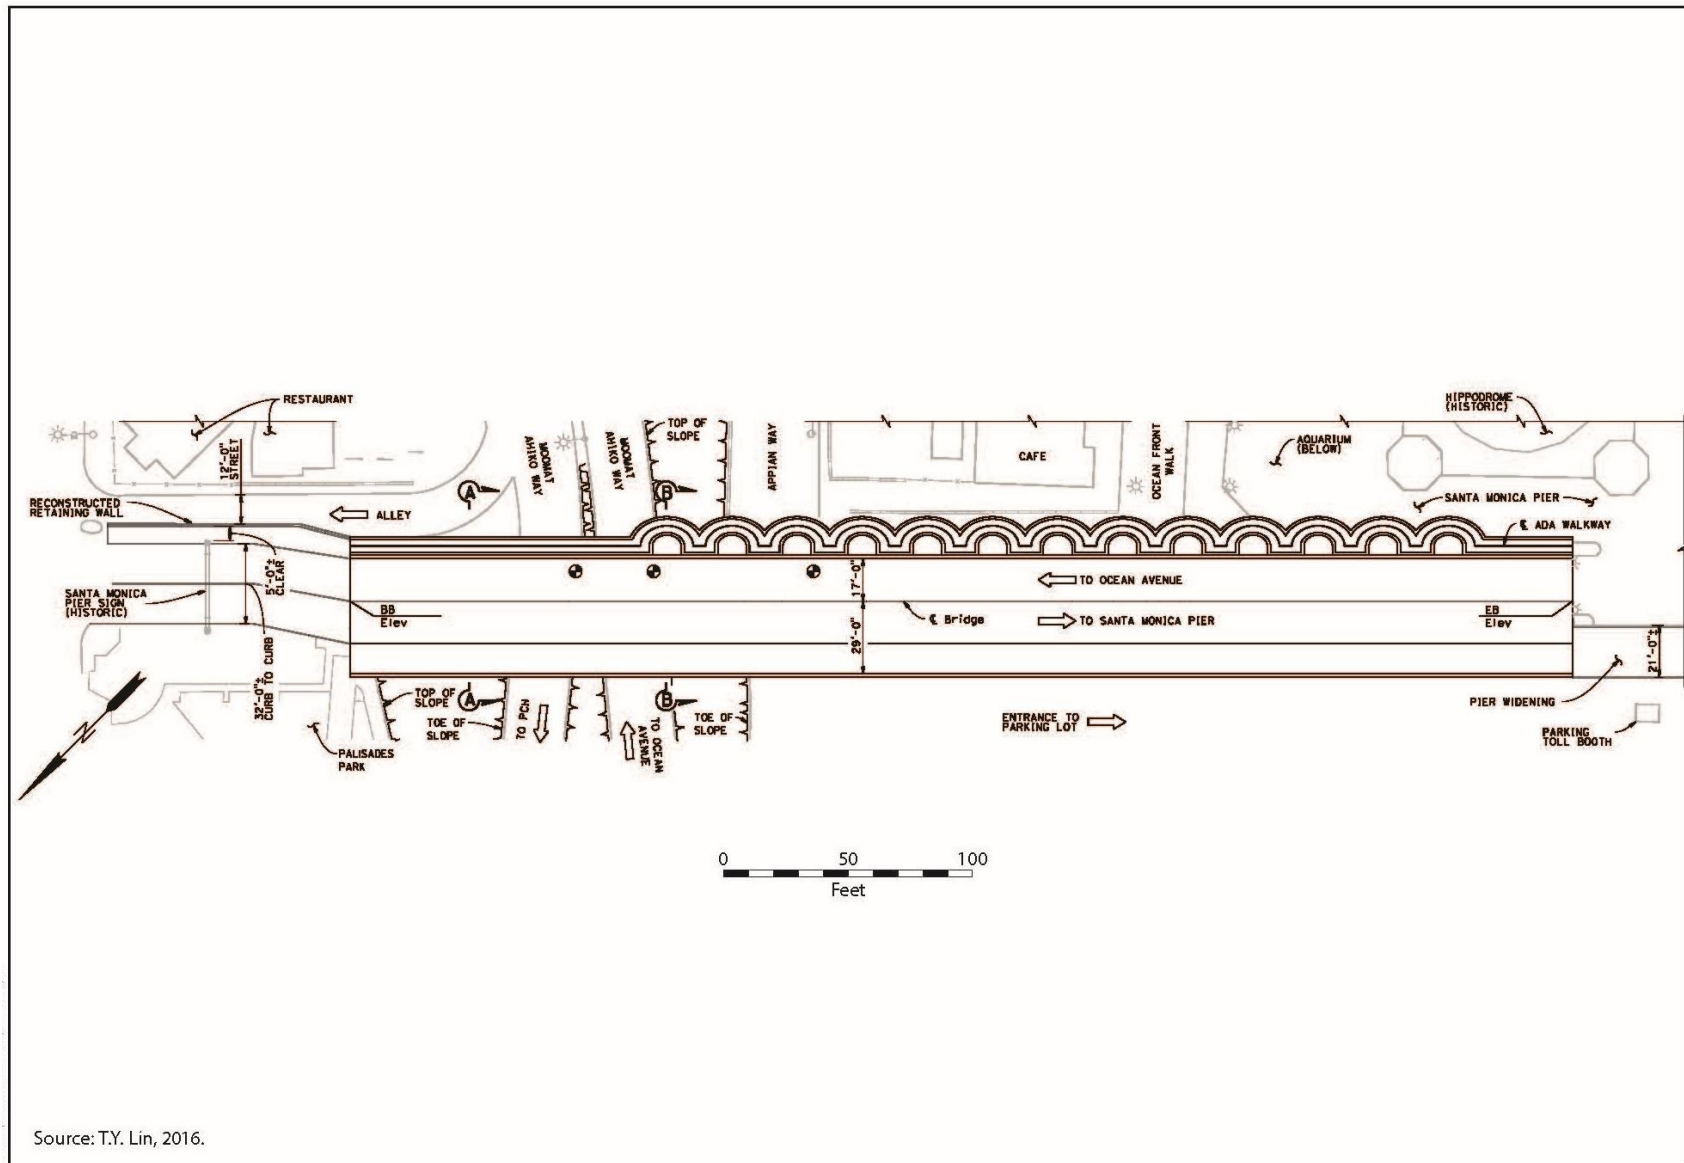 RESTAURANT
HIPPODROME
(HISTORIC)
12'-0"
STREET
MOOMAT
AHIKO WAY
MOOMAT
AHIKO WAY
TOP OF
SLOPE
APPIAN WAY
CAFE
OCEAN FRONT
WALK
AQUARIUM
(BELOW)
RECONSTRUCTED
RETAINING WALL
A
B
SANTA MONICA PIER
ALLEY
℄ ADA WALKWAY
5'-0"±
CLEAR
17'-0"
TO OCEAN AVENUE
SANTA MONICA
PIER SIGN
(HISTORIC)
BB
Elev
℄ Bridge
TO SANTA MONICA PIER
EB
Elev
29'-0"
21'-0"±
32'-0"±
CURB TO CURB
TOP OF
SLOPE
A
B
TOE OF
SLOPE
TO PCH
TO OCEAN
AVENUE
TOE OF
SLOPE
ENTRANCE TO
PARKING LOT
PIER WIDENING
PALISADES
PARK
PARKING
TOLL BOOTH
N
0 50 100
Feet
Source: T.Y. Lin, 2016.